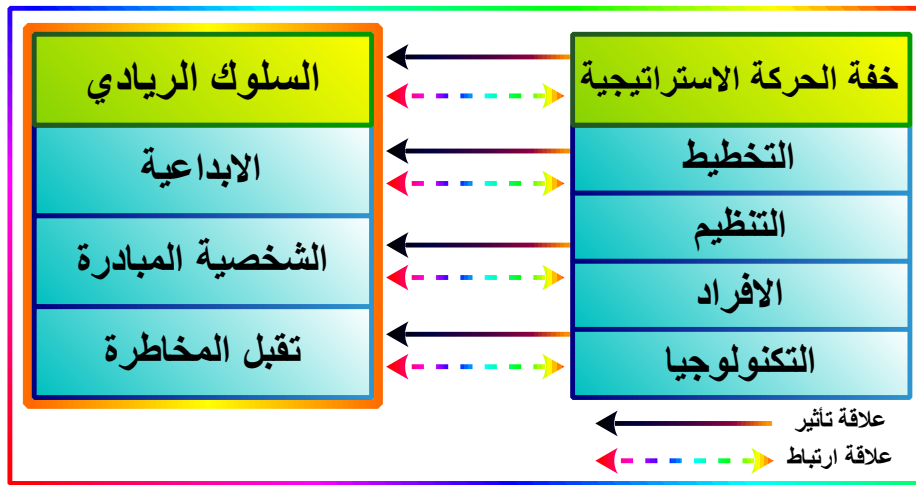 خفة الحركة الاستراتيجية
التخطيط
التنظيم
الافراد
التكنولوجيا
السلوك الريادي
الابداعية
الشخصية المبادرة
تقبل المخاطرة
علاقة تأثير
علاقة ارتباط